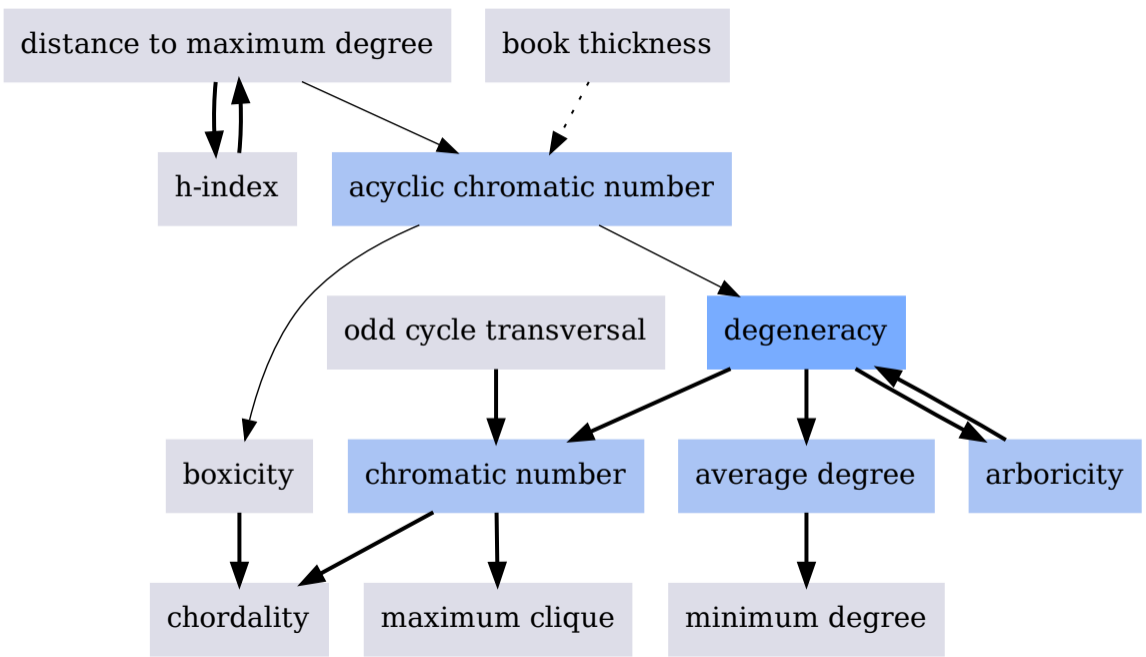 distance to maximum degree
book thickness
h-index
acyclic chromatic number
odd cycle transversal
degeneracy
boxicity
chromatic number
average degree
arboricity
chordality
maximum clique
minimum degree